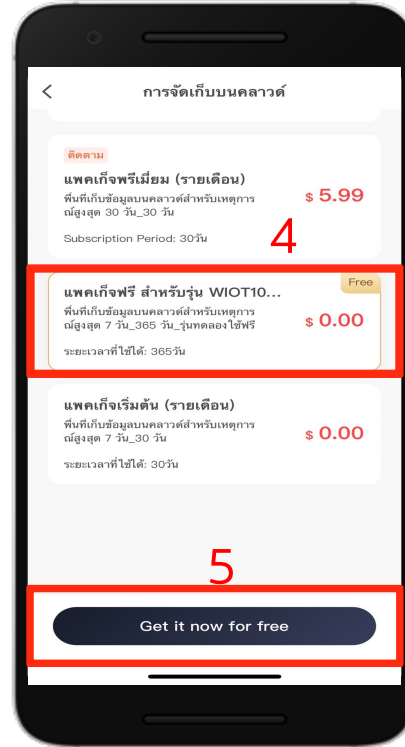 การจัดเก็บบนคลาวด์
ติดตาม
แพคเก็จพรีเมี่ยม (รายเดือน)
พื้นที่เก็บข้อมูลบนคลาวด์สำหรับเหตุการ
ณ์สูงสุด 30 วัน_30 วัน
$ 5.99
Subscription Period: 30วัน
4
Free
แพคเก็จฟรี สำหรับรุ่น WIOT10...
พื้นที่เก็บข้อมูลบนคลาวด์สำหรับเหตุการ
ณ์สูงสุด 7 วัน_365 วัน_รุ่นทดลองใช้ฟรี
$ 0.00
ระยะเวลาที่ใช้ได้: 365วัน
แพคเก็จเริ่มต้น (รายเดือน)
พื้นที่เก็บข้อมูลบนคลาวด์สำหรับเหตุการ
ณ์สูงสุด 7 วัน_30 วัน
$ 0.00
ระยะเวลาที่ใช้ได้: 30วัน
5
Get it now for free